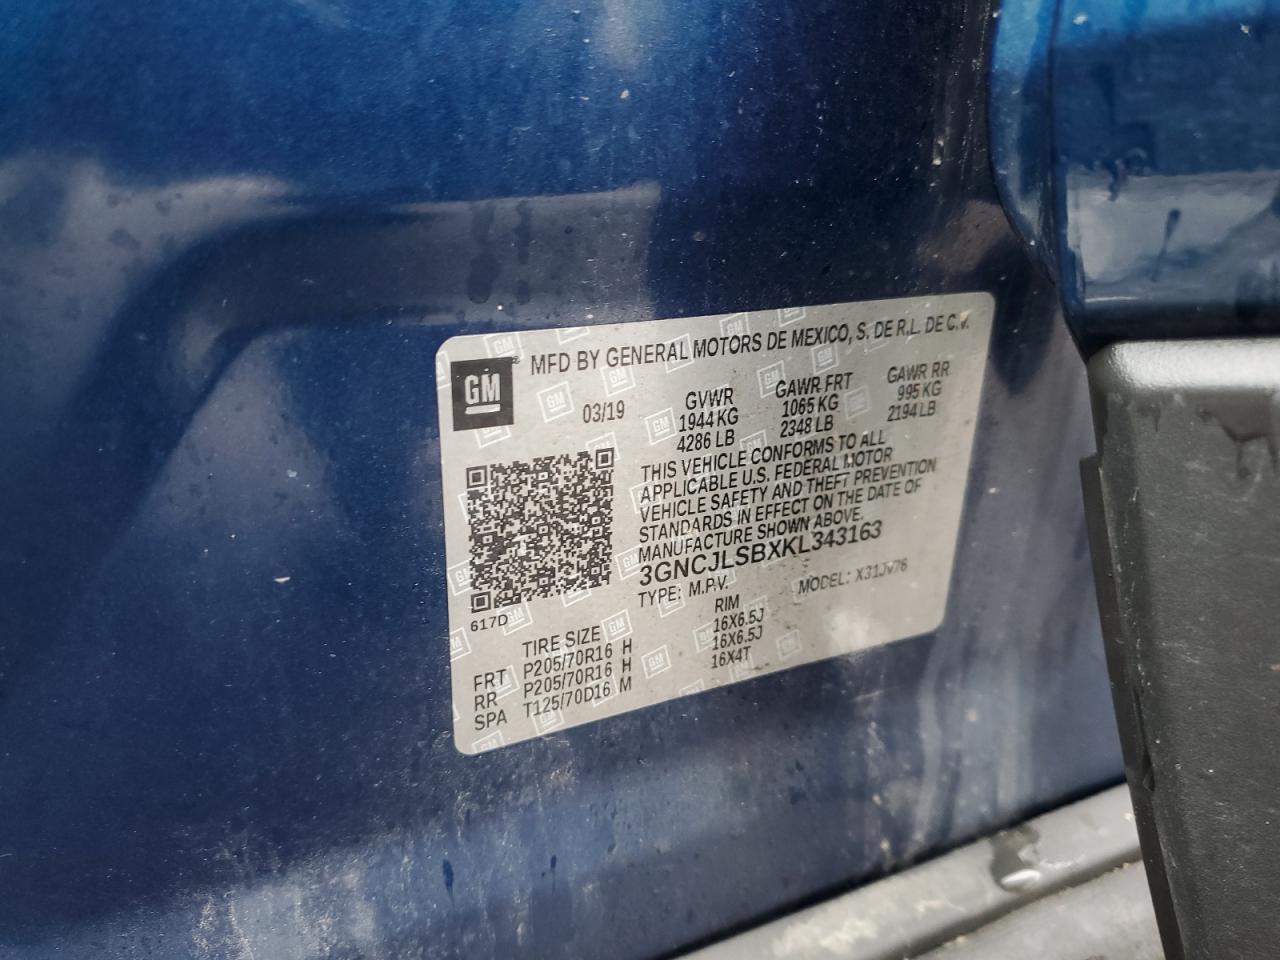 GM
MFD BY GENERAL MOTORS DE MEXICO, S. DE R.L. DE C.V.
03/19
GVWR GAWR FRT GAWR RR
1944 KG 1065 KG 995 KG
4286 LB 2348 LB 2194 LB
THIS VEHICLE CONFORMS TO ALL
APPLICABLE U.S. FEDERAL MOTOR
VEHICLE SAFETY AND THEFT PREVENTION
STANDARDS IN EFFECT ON THE DATE OF
MANUFACTURE SHOWN ABOVE.
3GNCJLSBXKL343163
TYPE: M.P.V. MODEL: X31JV76
617D
TIRE SIZE RIM
FRT P205/70R16 H 16X6.5J
RR P205/70R16 H 16X6.5J
SPA T125/70D16 M 16X4T